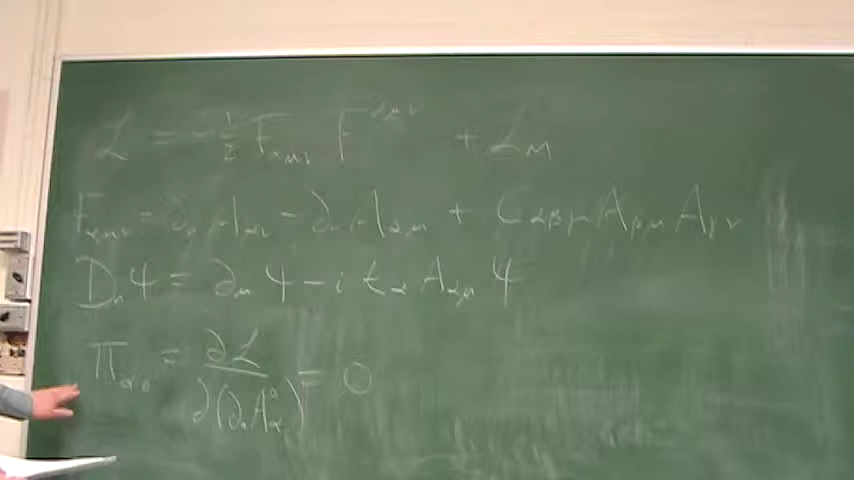 ℒ = -½ F_{αμν} F^{αμν} + ℒ_M
F_{αμν} = ∂_μ A_{αν} - ∂_ν A_{αμ} + C_{αβγ} A_{βμ} A_{γν}
D_μ ψ = ∂_μ ψ - i t_α A_{αμ} ψ
Π_{α0} = ∂ℒ / ∂(∂_0 A^0_α) = 0